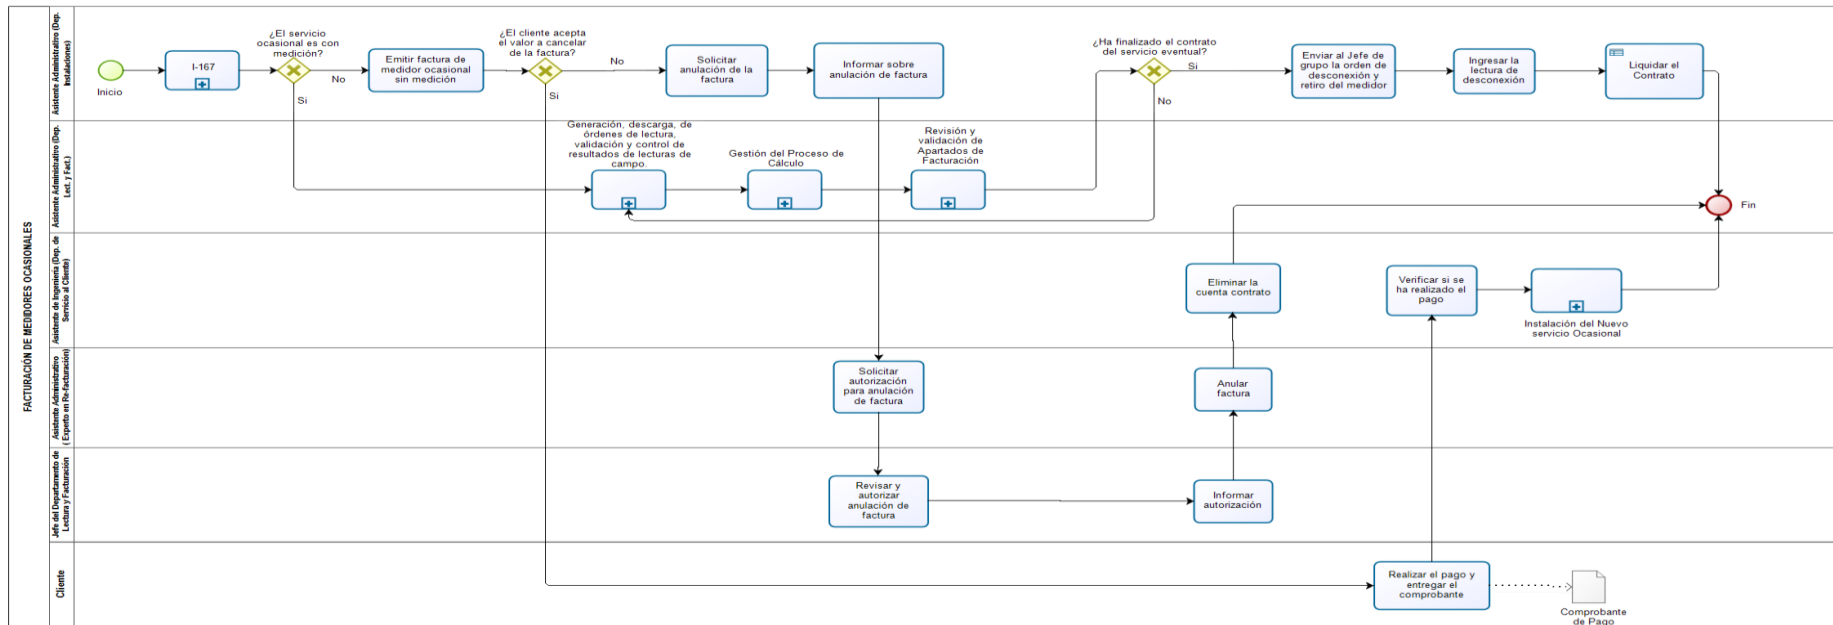 FACTURACIÓN DE MEDIDORES OCASIONALES
Asistente Administrativo (Dep.
Instalaciones)
Inicio
I-167
¿El servicio
ocasional es con
medición?
No
Si
Emitir factura de
medidor ocasional
sin medición
¿El cliente acepta
el valor a cancelar
de la factura?
No
Si
Solicitar
anulación de la
factura
Informar sobre
anulación de factura
¿Ha finalizado el contrato
del servicio eventual?
Si
No
Enviar al Jefe de
grupo la orden de
desconexión y
retiro del medidor
Ingresar la
lectura de
desconexión
Liquidar el
Contrato
Asistente Administrativo (Dep.
Lect. y Fact.)
Generación, descarga, de
órdenes de lectura,
validación y control de
resultados de lecturas de
campo.
Gestión del Proceso de
Cálculo
Revisión y
validación de
Apartados de
Facturación
Fin
Asistente de Ingeniería (Dep. de
Servicio al Cliente)
Eliminar la
cuenta contrato
Verificar si se
ha realizado el
pago
Instalación del Nuevo
servicio Ocasional
Asistente Administrativo
( Experto en Re-facturación)
Solicitar
autorización
para anulación
de factura
Anular
factura
Jefe del Departamento de
Lectura y Facturación
Revisar y
autorizar
anulación de
factura
Informar
autorización
Cliente
Realizar el pago y
entregar el
comprobante
Comprobante
de Pago